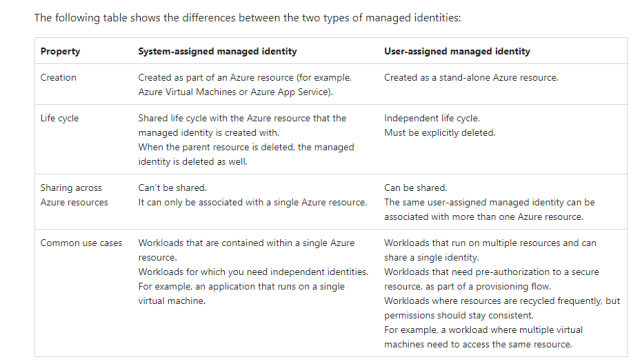 The following table shows the differences between the two types of managed identities:
Property System-assigned managed identity User-assigned managed identity
Creation Created as part of an Azure resource (for example, Created as a stand-alone Azure resource.
Azure Virtual Machines or Azure App Service).
Life cycle Shared life cycle with the Azure resource that the Independent life cycle.
managed identity is created with. Must be explicitly deleted.
When the parent resource is deleted, the managed
identity is deleted as well.
Sharing across Can't be shared. Can be shared.
Azure resources It can only be associated with a single Azure resource. The same user-assigned managed identity can be
associated with more than one Azure resource.
Common use cases Workloads that are contained within a single Azure Workloads that run on multiple resources and can
resource. share a single identity.
Workloads for which you need independent identities. Workloads that need pre-authorization to a secure
For example, an application that runs on a single resource, as part of a provisioning flow.
virtual machine. Workloads where resources are recycled frequently, but
permissions should stay consistent.
For example, a workload where multiple virtual
machines need to access the same resource.